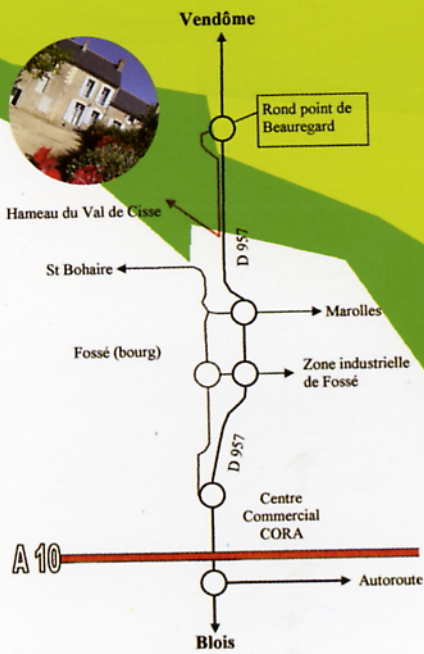 Vendôme
Rond point de
Beauregard
Hameau du Val de Cisse
D 957
St Bohaire
Marolles
Fossé (bourg)
Zone industrielle
de Fossé
D 957
Centre
Commercial
CORA
A 10
Autoroute
Blois